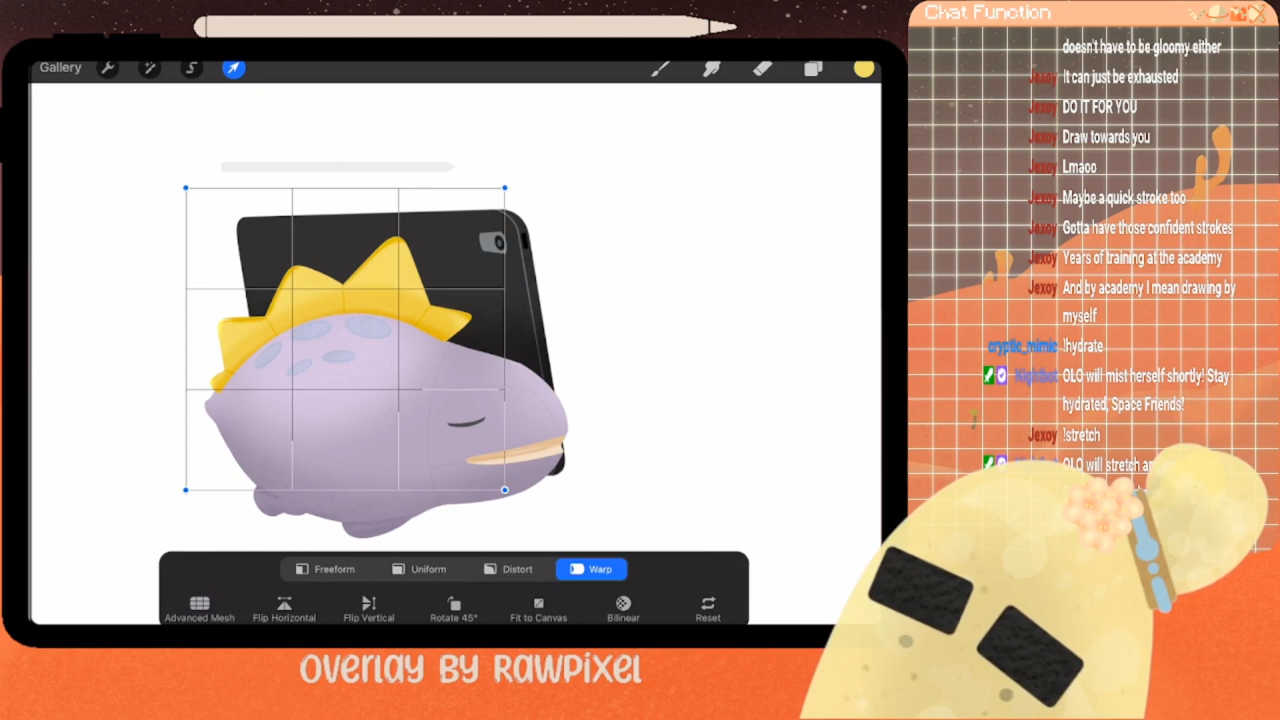 Chat Function
Gallery
doesn't have to be gloomy either
Jexoy It can just be exhausted
Jexoy DO IT FOR YOU
Jexoy Draw towards you
Jexoy Lmaoo
Jexoy Maybe a quick stroke too
Jexoy Gotta have those confident strokes
Jexoy Years of training at the academy
Jexoy And by academy I mean drawing by
myself
cryptic_mimic !hydrate
Nightbot OLO will mist herself shortly! Stay
hydrated, Space Friends!
Jexoy !stretch
OLO will stretch
Freeform Uniform Distort Warp
Advanced Mesh Flip Horizontal Flip Vertical Rotate 45° Fit to Canvas Bilinear Reset
Overlay by Rawpixel